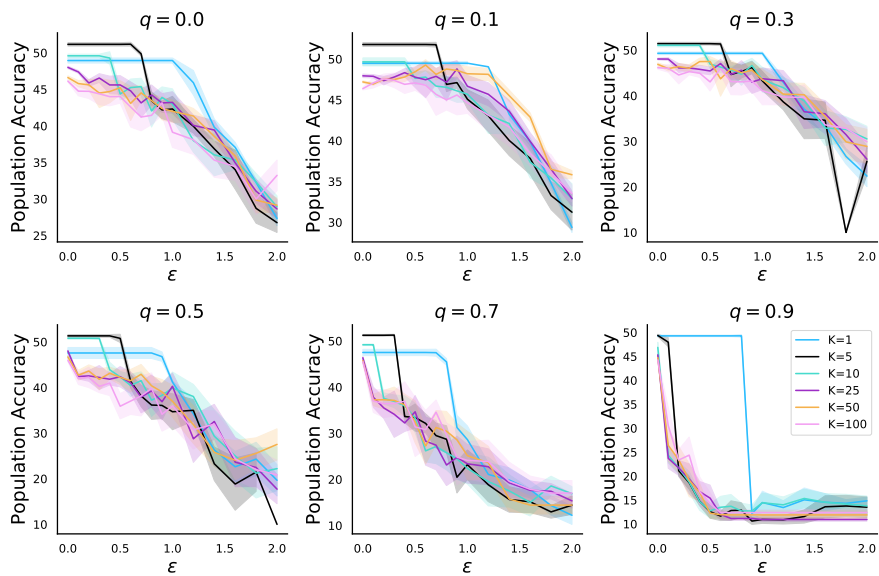 q = 0.0
Population Accuracy
50
45
40
35
30
25
0.0 0.5 1.0 1.5 2.0
ε
q = 0.1
Population Accuracy
50
45
40
35
30
0.0 0.5 1.0 1.5 2.0
ε
q = 0.3
Population Accuracy
50
40
30
20
10
0.0 0.5 1.0 1.5 2.0
ε
q = 0.5
Population Accuracy
50
40
30
20
10
0.0 0.5 1.0 1.5 2.0
ε
q = 0.7
Population Accuracy
50
40
30
20
10
0.0 0.5 1.0 1.5 2.0
ε
q = 0.9
Population Accuracy
50
45
40
35
30
25
20
15
10
K=1
K=5
K=10
K=25
K=50
K=100
0.0 0.5 1.0 1.5 2.0
ε